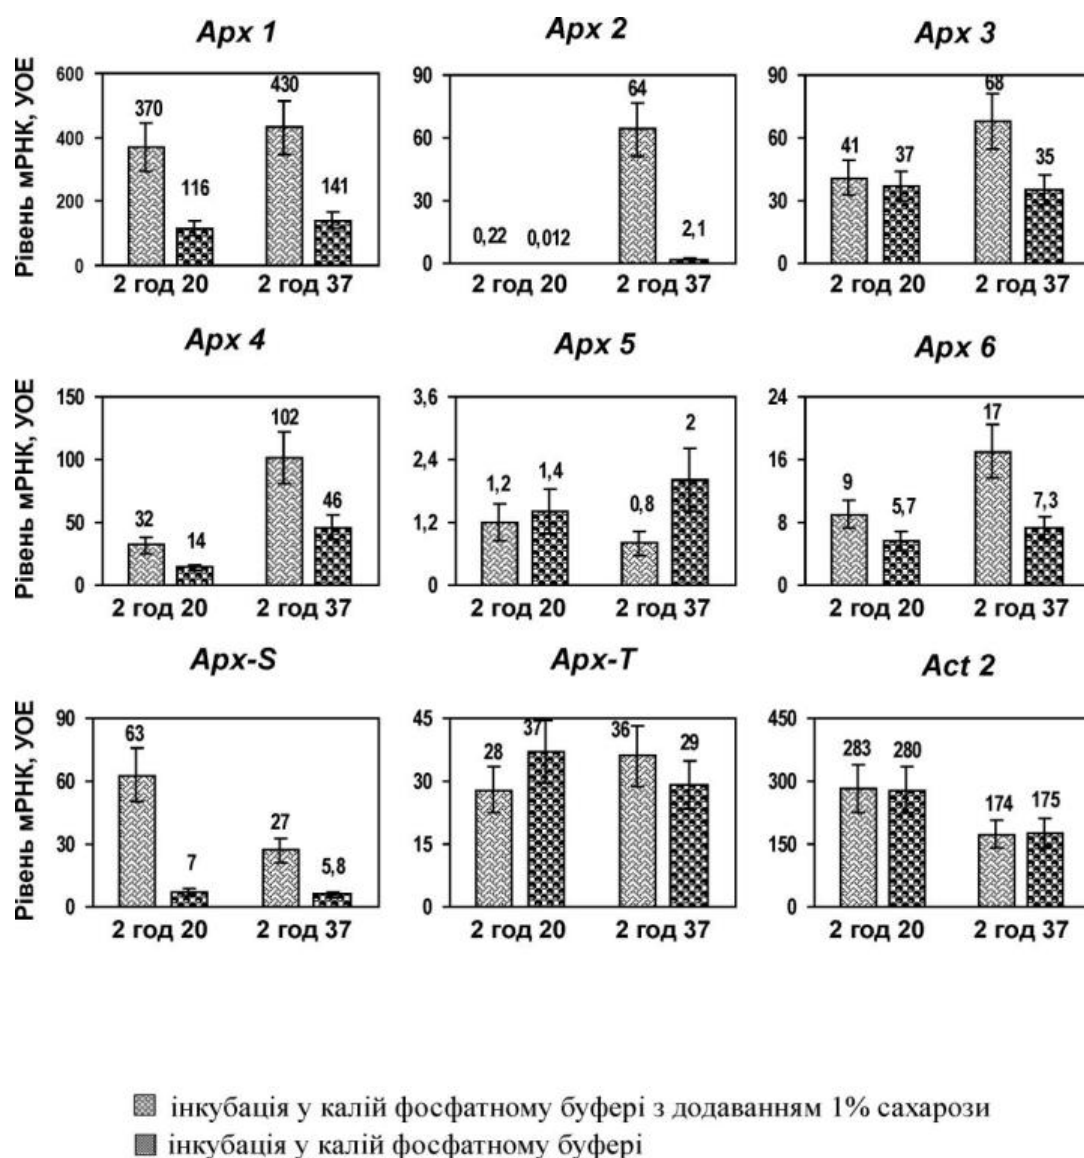 Apx 1 Apx 2 Apx 3
Рівень мРНК, УОЕ
600 400 200 0
370 116 430 141
2 год 20 2 год 37
90 60 30 0
0,22 0,012 64 2,1
2 год 20 2 год 37
90 60 30 0
41 37 68 35
2 год 20 2 год 37
Apx 4 Apx 5 Apx 6
Рівень мРНК, УОЕ
150 100 50 0
32 14 102 46
2 год 20 2 год 37
3,6 2,4 1,2 0
1,2 1,4 0,8 2
2 год 20 2 год 37
24 16 8 0
9 5,7 17 7,3
2 год 20 2 год 37
Apx-S Apx-T Act 2
Рівень мРНК, УОЕ
90 60 30 0
63 7 27 5,8
2 год 20 2 год 37
45 30 15 0
28 37 36 29
2 год 20 2 год 37
450 300 150 0
283 280 174 175
2 год 20 2 год 37
інкубація у калій фосфатному буфері з додаванням 1% сахарози
інкубація у калій фосфатному буфері